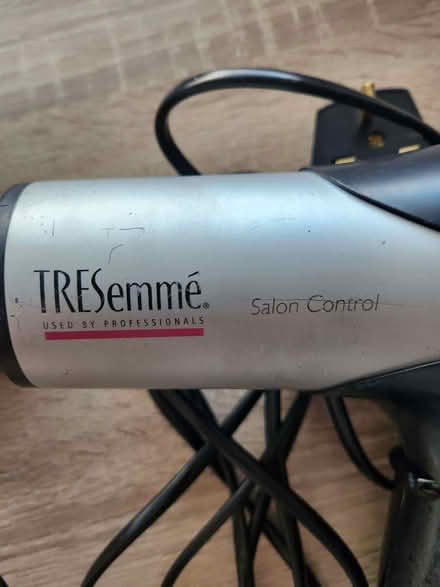 TRESemmé®
USED BY PROFESSIONALS
Salon Control